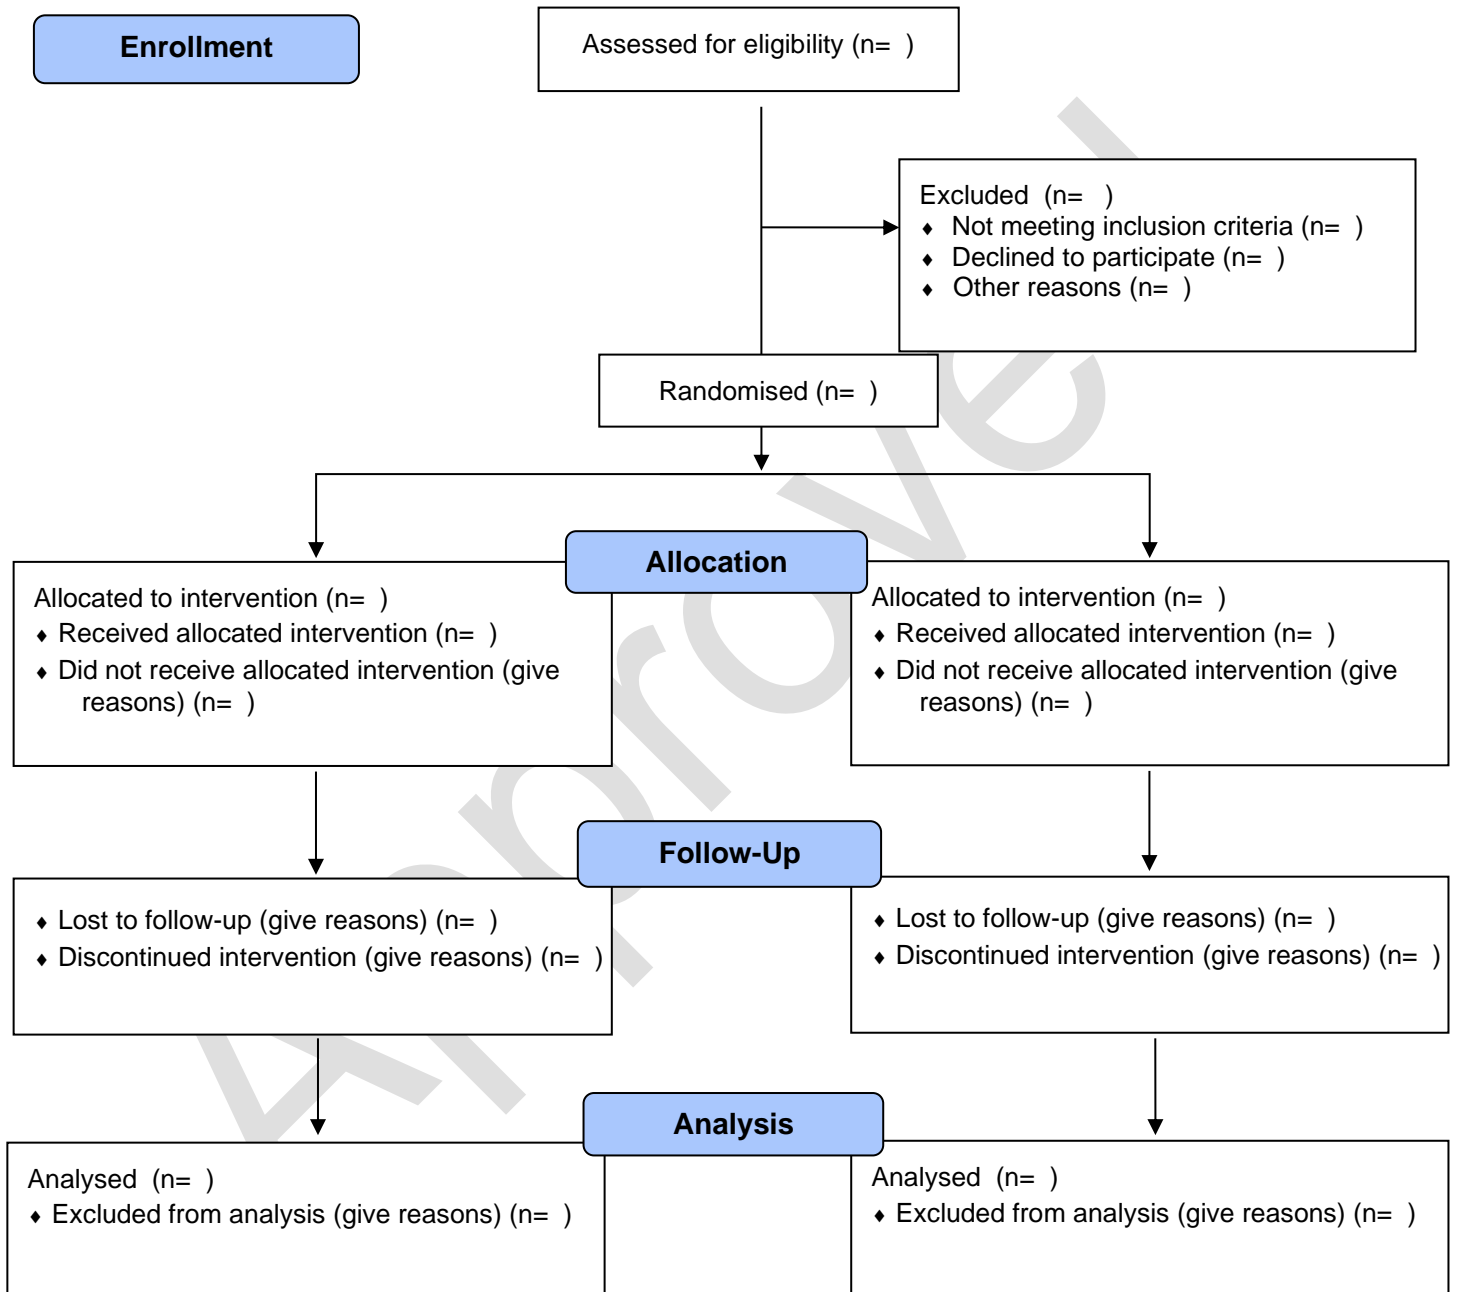 Enrollment
Assessed for eligibility (n=  )
Excluded  (n=   )
♦ Not meeting inclusion criteria (n=  )
♦ Declined to participate (n=  )
♦ Other reasons (n=  )
Randomised (n=  )
Allocation
Allocated to intervention (n=  )
♦ Received allocated intervention (n=  )
♦ Did not receive allocated intervention (give
reasons) (n=  )
Allocated to intervention (n=  )
♦ Received allocated intervention (n=  )
♦ Did not receive allocated intervention (give
reasons) (n=  )
Follow-Up
♦ Lost to follow-up (give reasons) (n=  )
♦ Discontinued intervention (give reasons) (n=  )
♦ Lost to follow-up (give reasons) (n=  )
♦ Discontinued intervention (give reasons) (n=  )
Analysis
Analysed  (n=  )
♦ Excluded from analysis (give reasons) (n=  )
Analysed  (n=  )
♦ Excluded from analysis (give reasons) (n=  )